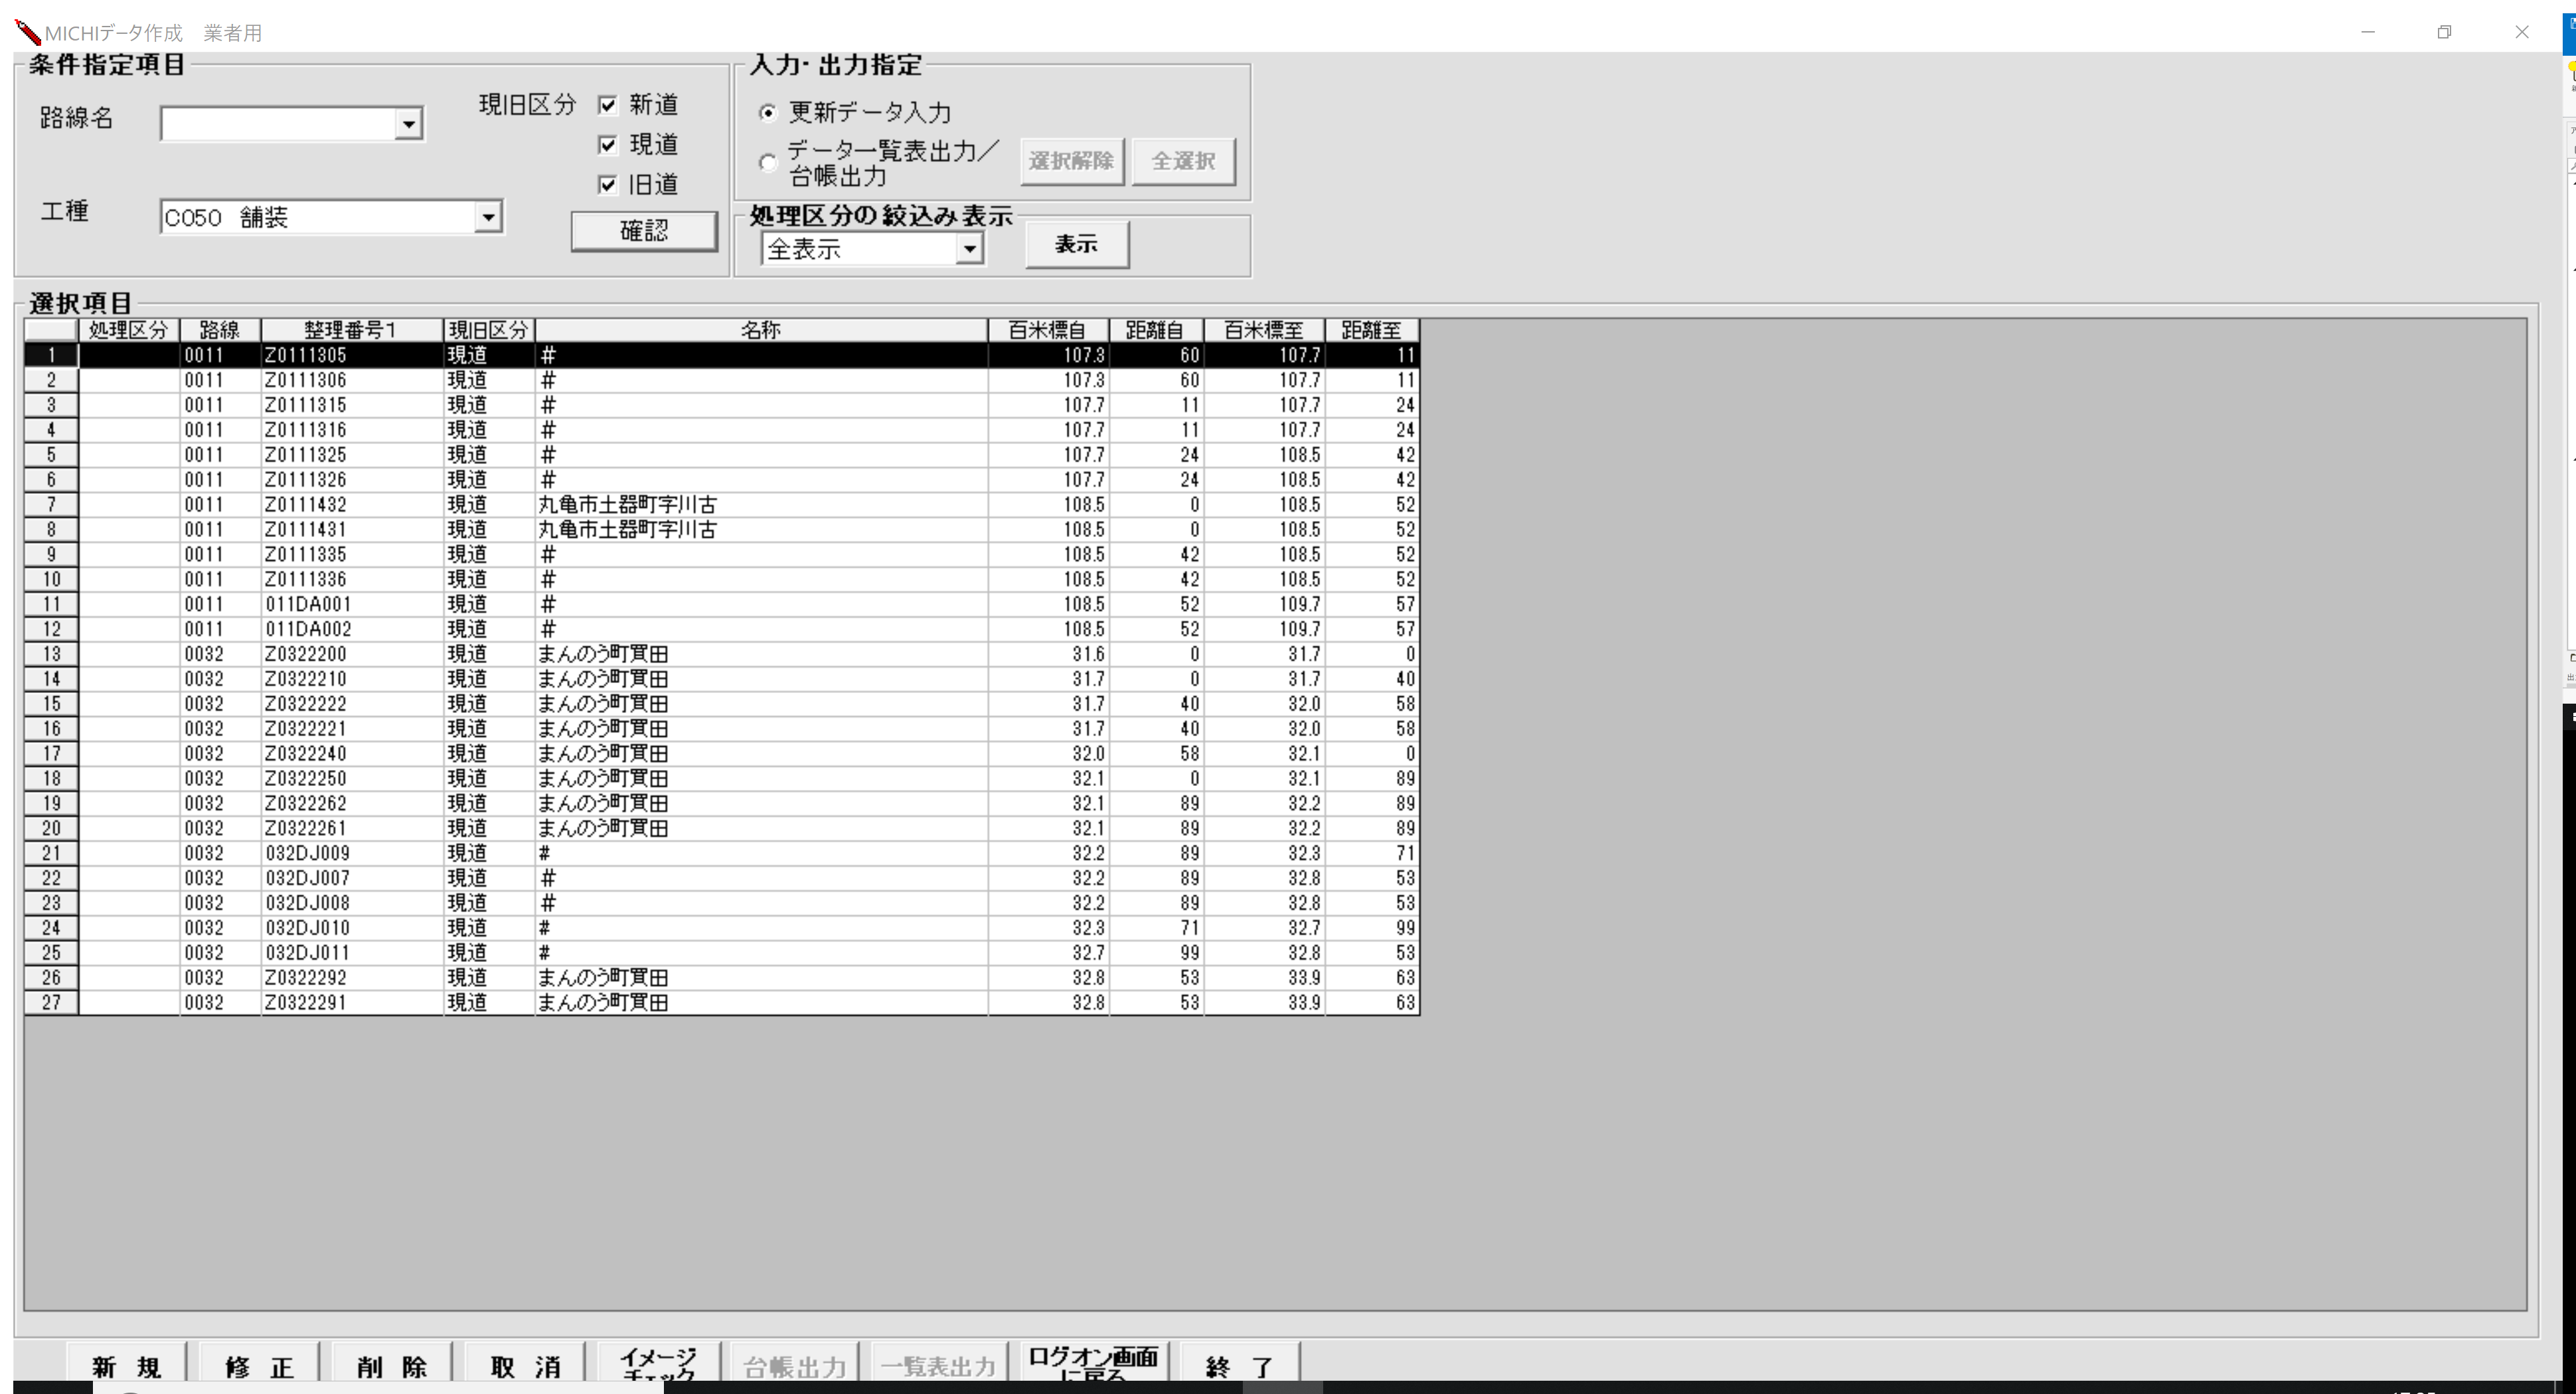 MICHIデータ作成　業者用
条件指定項目
路線名
現旧区分 新道
現道
旧道
工種 C050 舗装
確認
入力・出力指定
更新データ入力
データ一覧表出力／
台帳出力
選択解除 全選択
処理区分の絞込み表示
全表示 表示
選択項目
処理区分 路線 整理番号1 現旧区分 名称 百米標自 距離自 百米標至 距離至
1 0011 Z0111305 現道 # 107.3 60 107.7 11
2 0011 Z0111306 現道 # 107.3 60 107.7 11
3 0011 Z0111315 現道 # 107.7 11 107.7 24
4 0011 Z0111316 現道 # 107.7 11 107.7 24
5 0011 Z0111325 現道 # 107.7 24 108.5 42
6 0011 Z0111326 現道 # 107.7 24 108.5 42
7 0011 Z0111432 現道 丸亀市土器町字川古 108.5 0 108.5 52
8 0011 Z0111431 現道 丸亀市土器町字川古 108.5 0 108.5 52
9 0011 Z0111335 現道 # 108.5 42 108.5 52
10 0011 Z0111336 現道 # 108.5 42 108.5 52
11 0011 011DA001 現道 # 108.5 52 109.7 57
12 0011 011DA002 現道 # 108.5 52 109.7 57
13 0032 Z0322200 現道 まんのう町買田 31.6 0 31.7 0
14 0032 Z0322210 現道 まんのう町買田 31.7 0 31.7 40
15 0032 Z0322222 現道 まんのう町買田 31.7 40 32.0 58
16 0032 Z0322221 現道 まんのう町買田 31.7 40 32.0 58
17 0032 Z0322240 現道 まんのう町買田 32.0 58 32.1 0
18 0032 Z0322250 現道 まんのう町買田 32.1 0 32.1 89
19 0032 Z0322262 現道 まんのう町買田 32.1 89 32.2 89
20 0032 Z0322261 現道 まんのう町買田 32.1 89 32.2 89
21 0032 032DJ009 現道 # 32.2 89 32.3 71
22 0032 032DJ007 現道 # 32.2 89 32.8 53
23 0032 032DJ008 現道 # 32.2 89 32.8 53
24 0032 032DJ010 現道 # 32.3 71 32.7 99
25 0032 032DJ011 現道 # 32.7 99 32.8 53
26 0032 Z0322292 現道 まんのう町買田 32.8 53 33.9 63
27 0032 Z0322291 現道 まんのう町買田 32.8 53 33.9 63
新 規 修 正 削 除 取 消 イメージ
チェック 台帳出力 一覧表出力 ログオン画面
に戻る 終 了